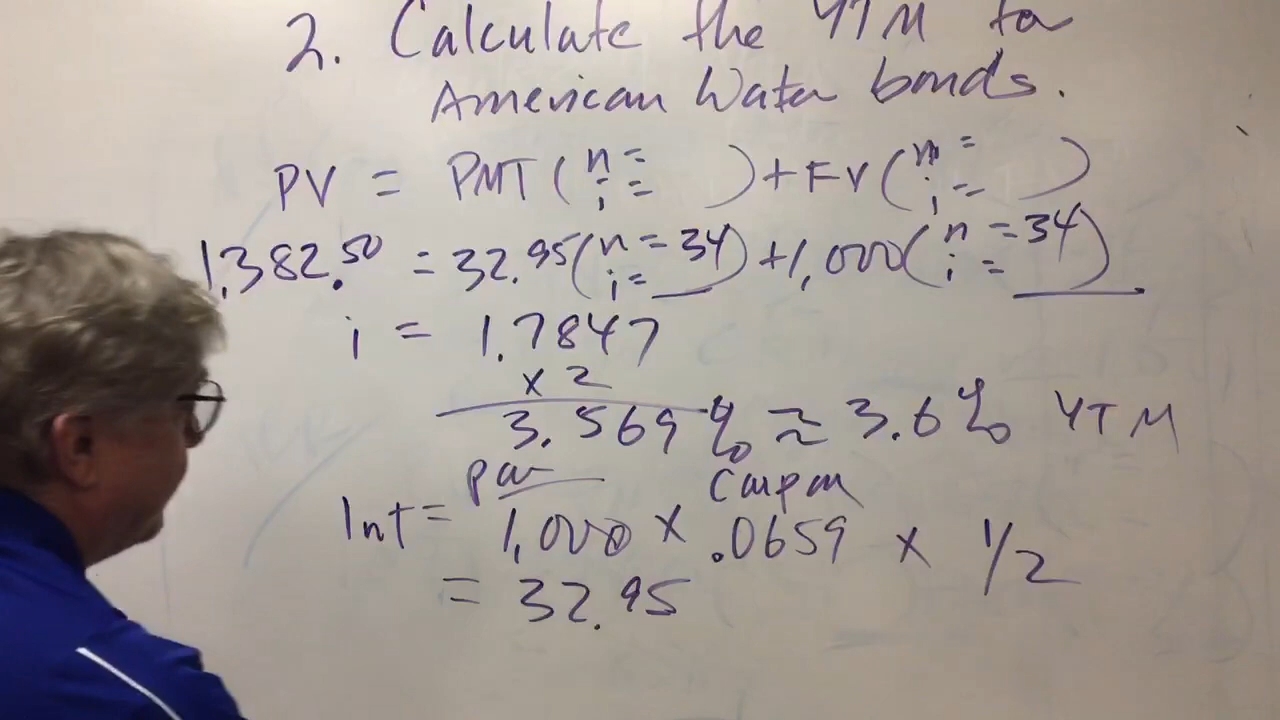 2. Calculate the YTM for
American Water bonds.
PV = PMT ( n = i = ) + FV ( n = i = )
1,382.50 = 32.95 ( n = 34 i = __ ) + 1,000 ( n = 34 i = __ )
i = 1.7847
x 2
3.569 % ≈ 3.6% YTM
par Coupon
Int = 1,000 x .0659 x 1/2
= 32.95